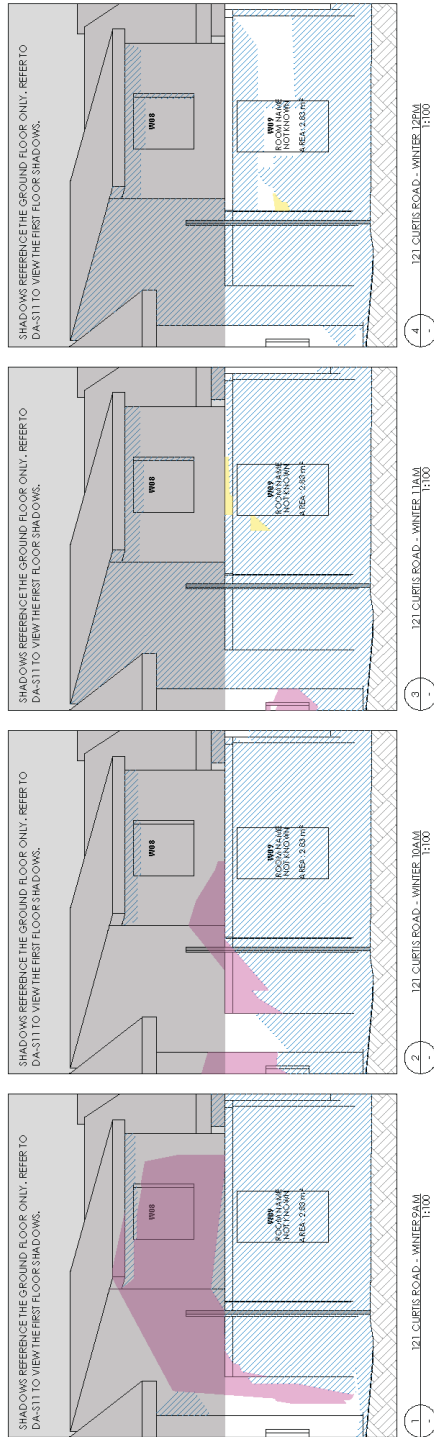 SHADOWS REFERENCE THE GROUND FLOOR ONLY. REFER TO
DA-S11 TO VIEW THE FIRST FLOOR SHADOWS.
W08
W09
ROOM NAME
NOT KNOWN
AREA: 2.83 m²
1
-
121 CURTIS ROAD - WINTER 9AM
1:100
SHADOWS REFERENCE THE GROUND FLOOR ONLY. REFER TO
DA-S11 TO VIEW THE FIRST FLOOR SHADOWS.
W08
W09
ROOM NAME
NOT KNOWN
AREA: 2.83 m²
2
-
121 CURTIS ROAD - WINTER 10AM
1:100
SHADOWS REFERENCE THE GROUND FLOOR ONLY. REFER TO
DA-S11 TO VIEW THE FIRST FLOOR SHADOWS.
W08
W09
ROOM NAME
NOT KNOWN
AREA: 2.83 m²
3
-
121 CURTIS ROAD - WINTER 11AM
1:100
SHADOWS REFERENCE THE GROUND FLOOR ONLY. REFER TO
DA-S11 TO VIEW THE FIRST FLOOR SHADOWS.
W08
W09
ROOM NAME
NOT KNOWN
AREA: 2.83 m²
4
-
121 CURTIS ROAD - WINTER 12PM
1:100